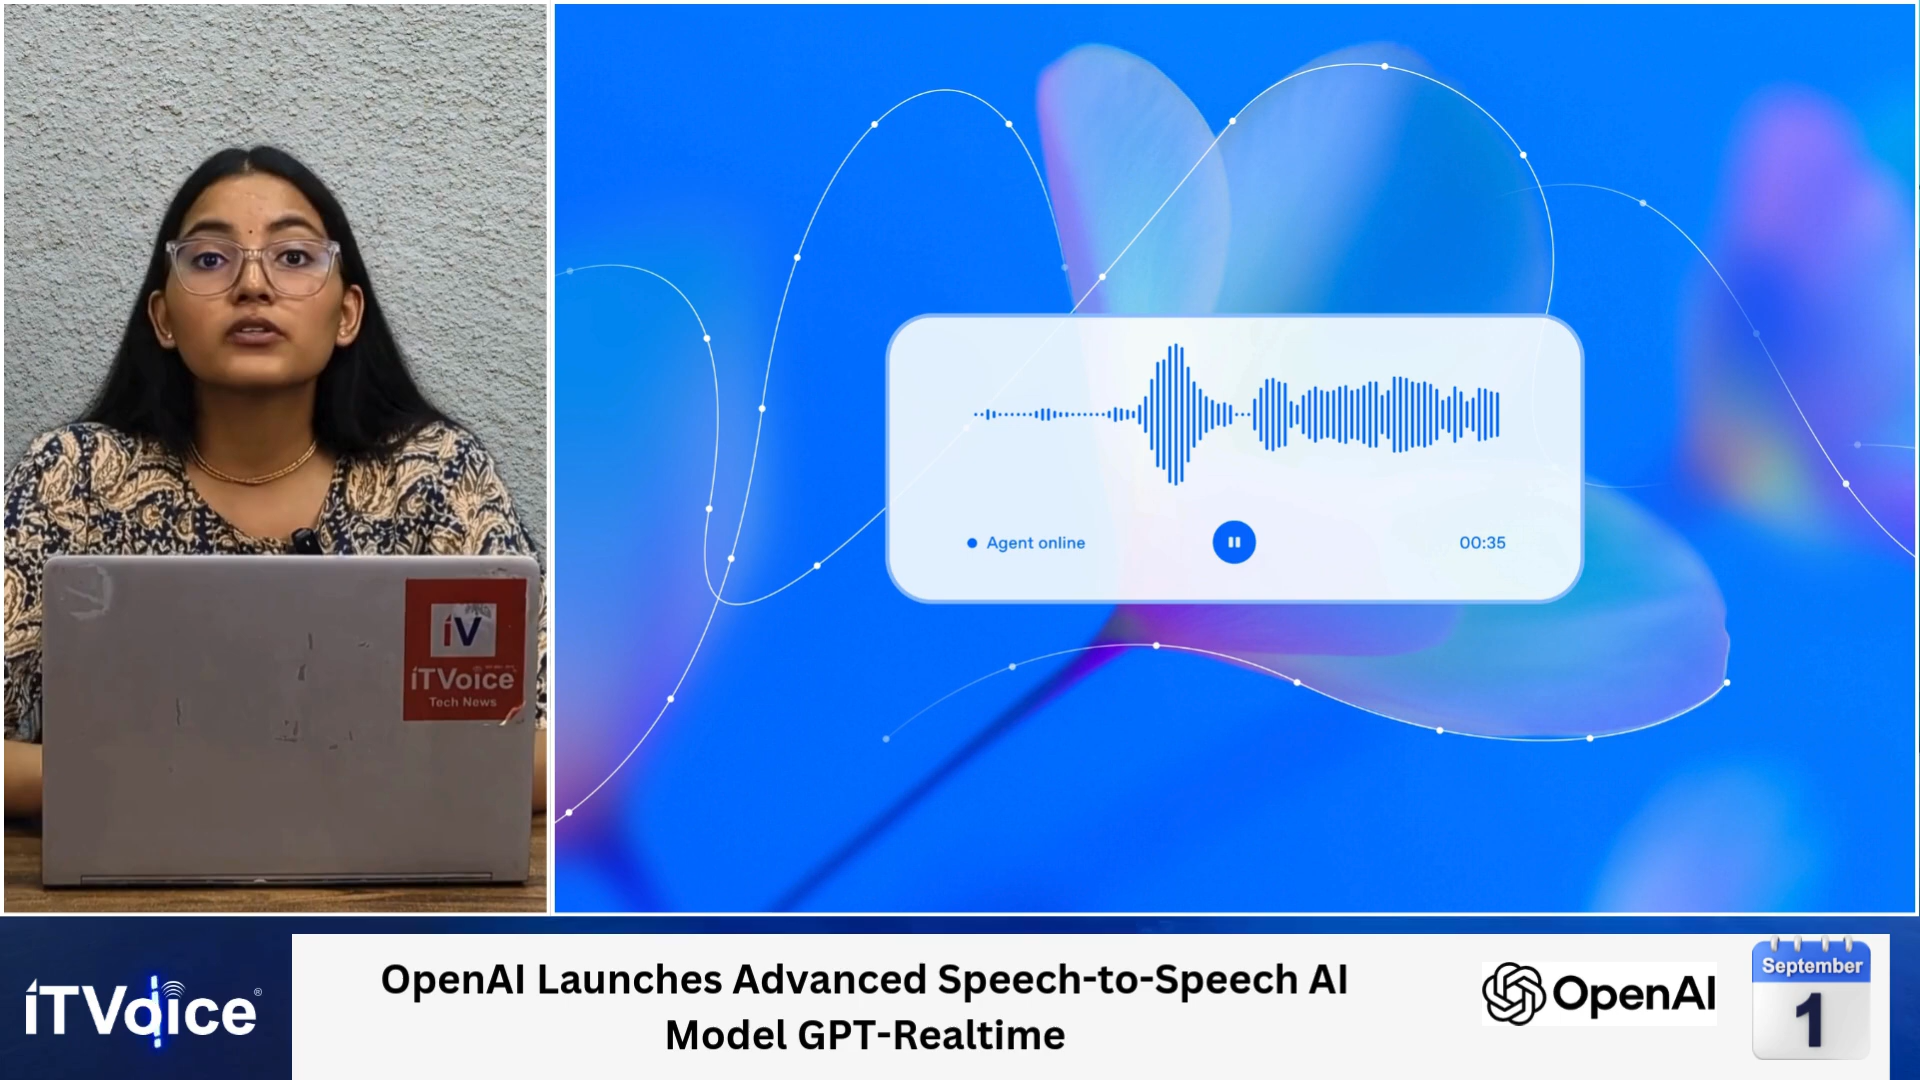 iV
iTVoice
Tech News
Agent online
00:35
iTVoice®
OpenAI Launches Advanced Speech-to-Speech AI
Model GPT-Realtime
OpenAI
September
1